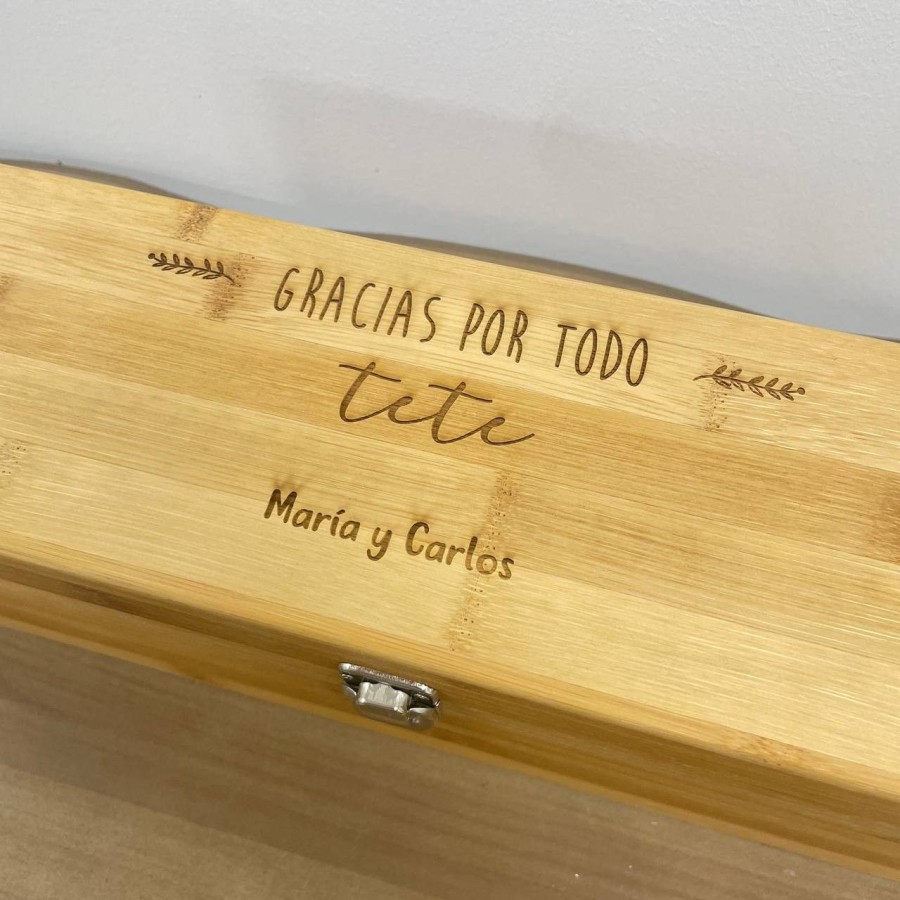 GRACIAS POR TODO
tete
María y Carlos